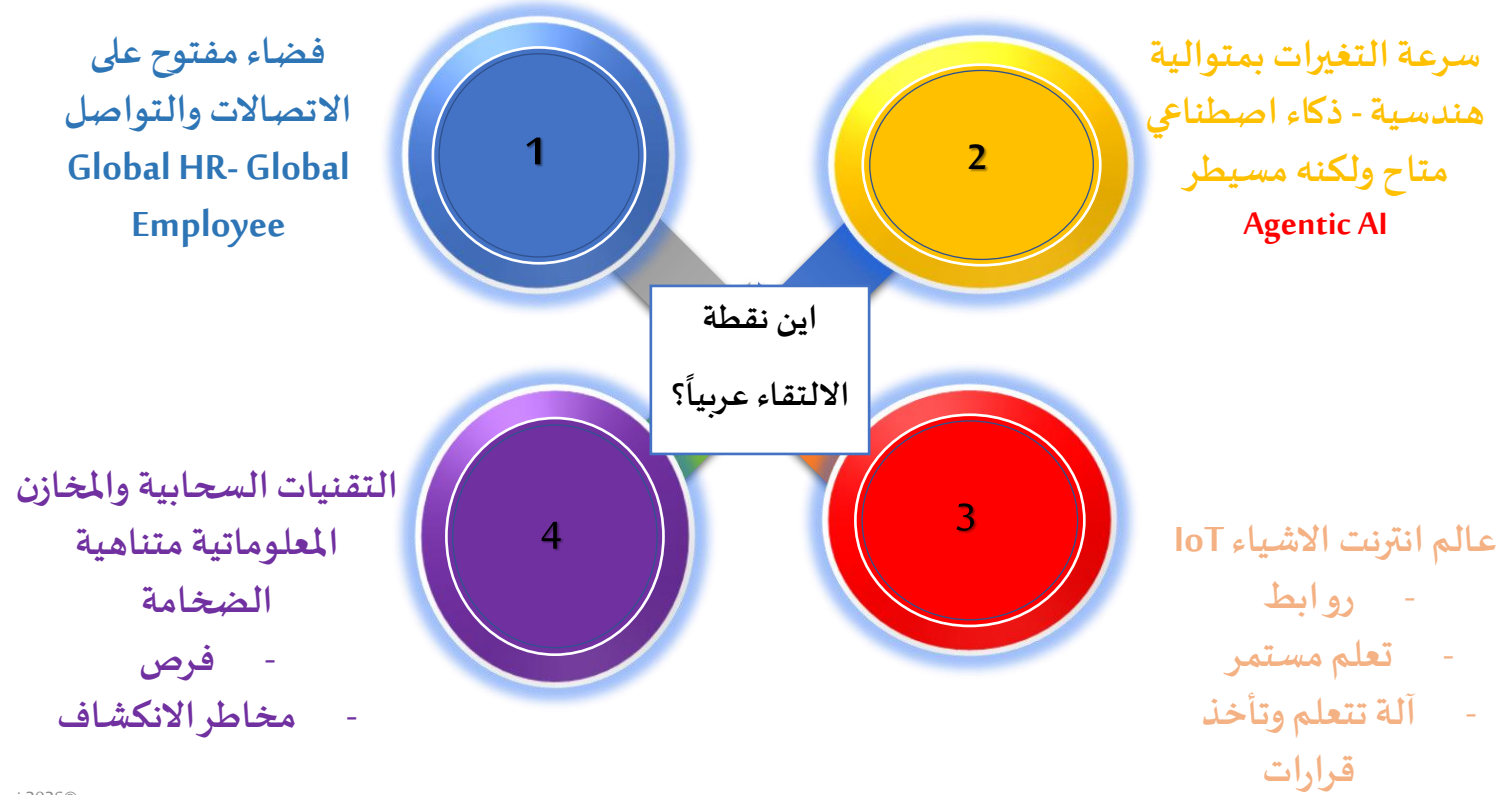 فضاء مفتوح على
الاتصالات والتواصل
Global HR- Global
Employee
1
سرعة التغيرات بمتوالية
هندسية - ذكاء اصطناعي
متاح ولكنه مسيطر
Agentic AI
2
اين نقطة
الالتقاء عربياً؟
عالم انترنت الاشياء IoT
- روابط
- تعلم مستمر
- آلة تتعلم وتأخذ
قرارات
3
التقنيات السحابية والمخازن
المعلوماتية متناهية
الضخامة
- فرص
- مخاطر الانكشاف
4